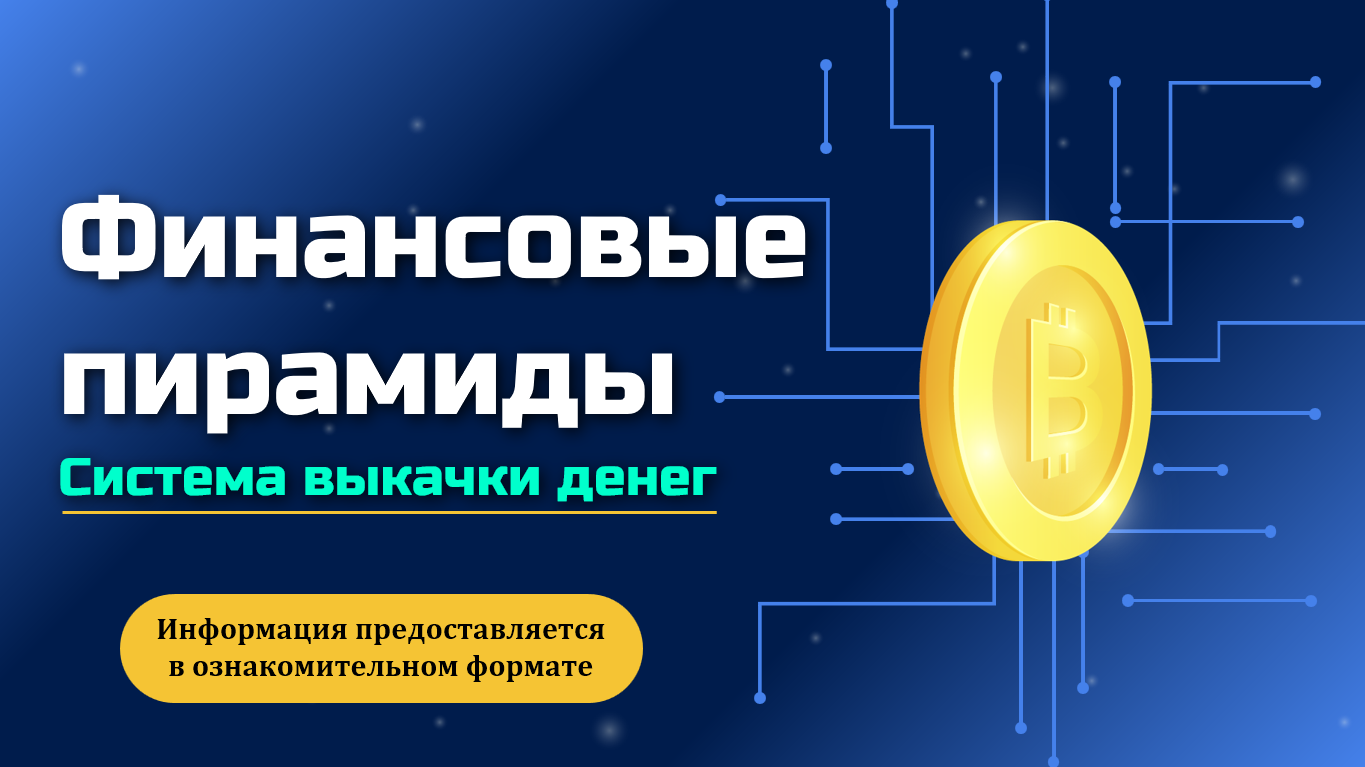 Финансовые
пирамиды
Система выкачки денег
Информация предоставляется
в ознакомительном формате